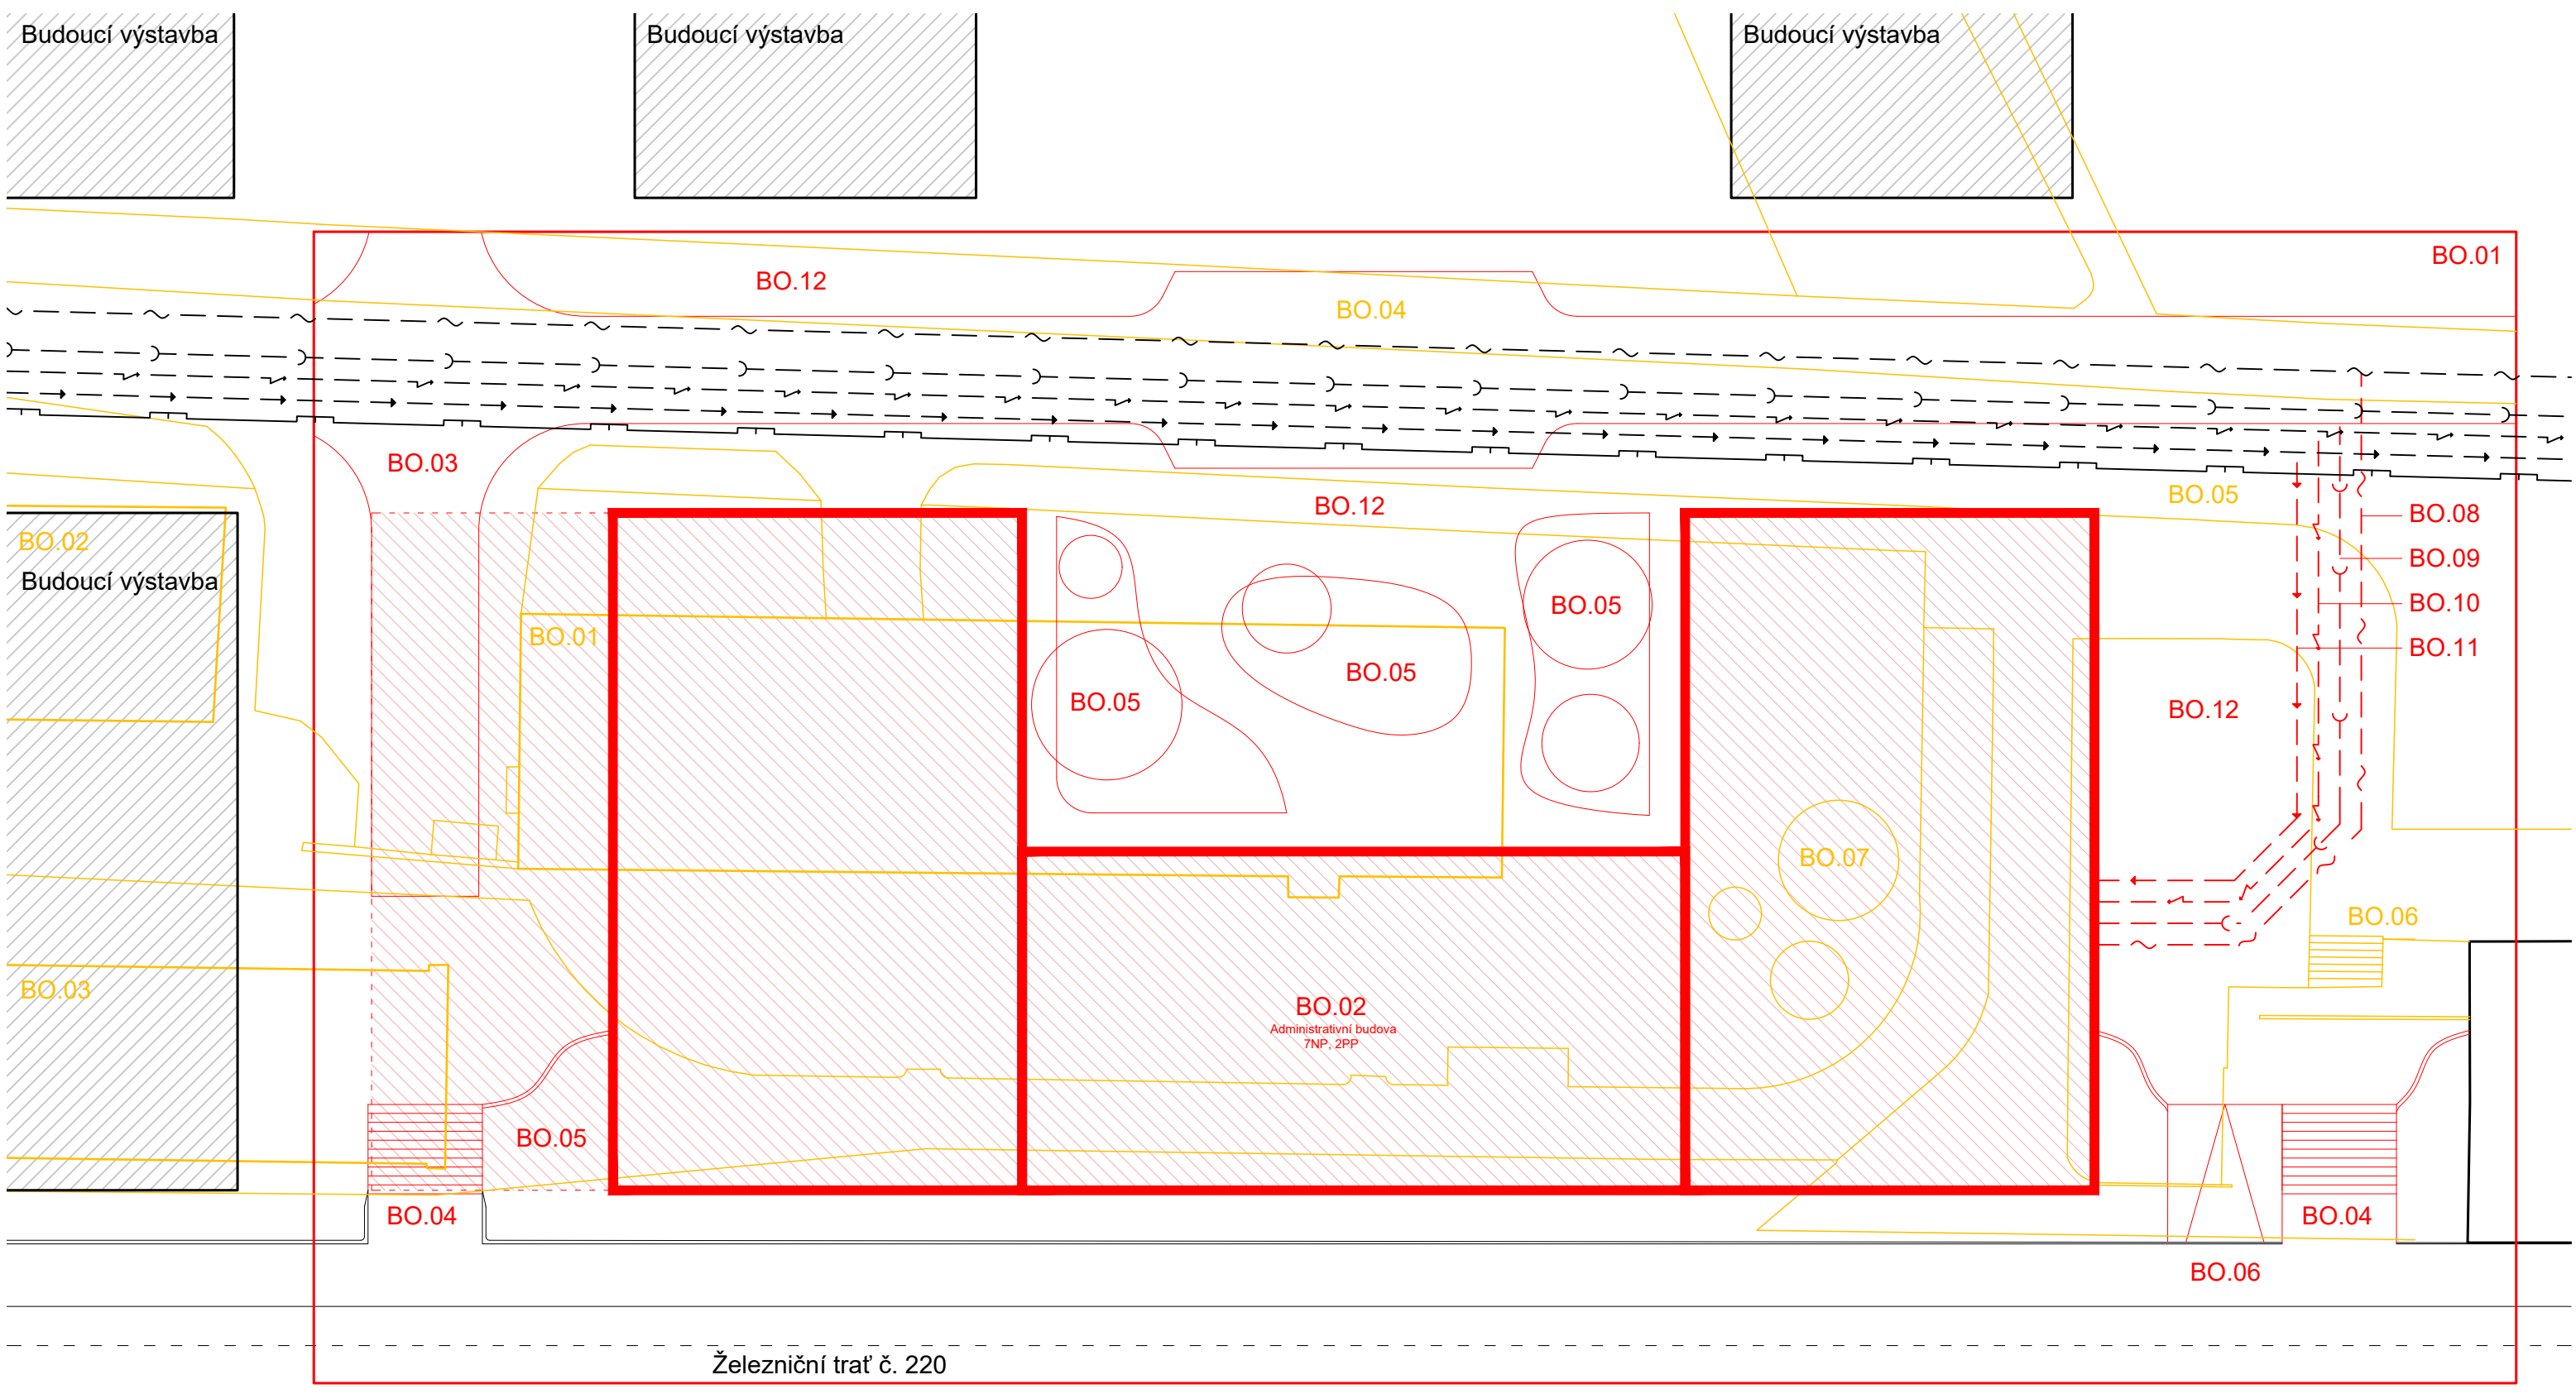 Budoucí výstavba
Budoucí výstavba
Budoucí výstavba
BO.01
BO.12
BO.04
BO.03
BO.05
BO.12
BO.08
BO.02
BO.09
Budoucí výstavba
BO.10
BO.05
BO.01
BO.11
BO.05
BO.05
BO.12
BO.07
BO.06
BO.03
BO.02
Administrativní budova
7NP, 2PP
BO.05
BO.04
BO.04
BO.06
Železniční trať č. 220